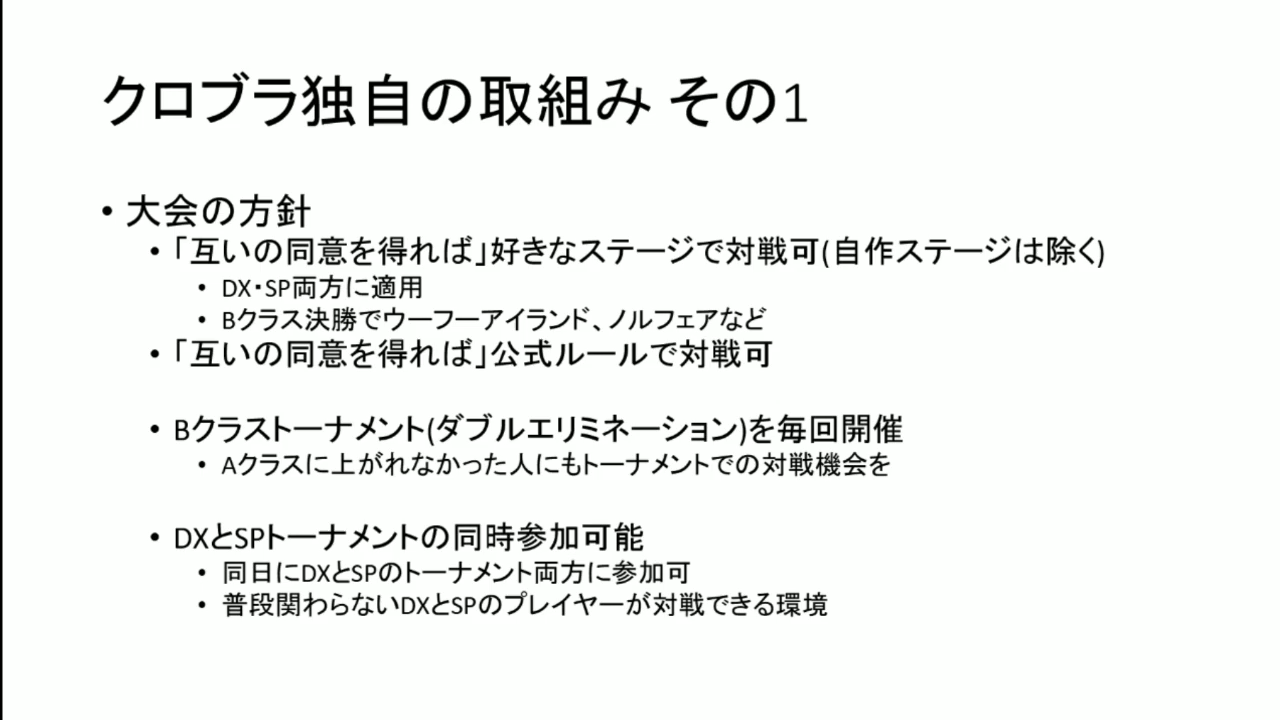 クロブラ独自の取組み その1
• 大会の方針
• 「互いの同意を得れば」好きなステージで対戦可(自作ステージは除く)
• DX・SP両方に適用
• Bクラス決勝でウーフーアイランド、ノルフェアなど
• 「互いの同意を得れば」公式ルールで対戦可
• Bクラストーナメント(ダブルエリミネーション)を毎回開催
• Aクラスに上がれなかった人にもトーナメントでの対戦機会を
• DXとSPトーナメントの同時参加可能
• 同日にDXとSPのトーナメント両方に参加可
• 普段関わらないDXとSPのプレイヤーが対戦できる環境